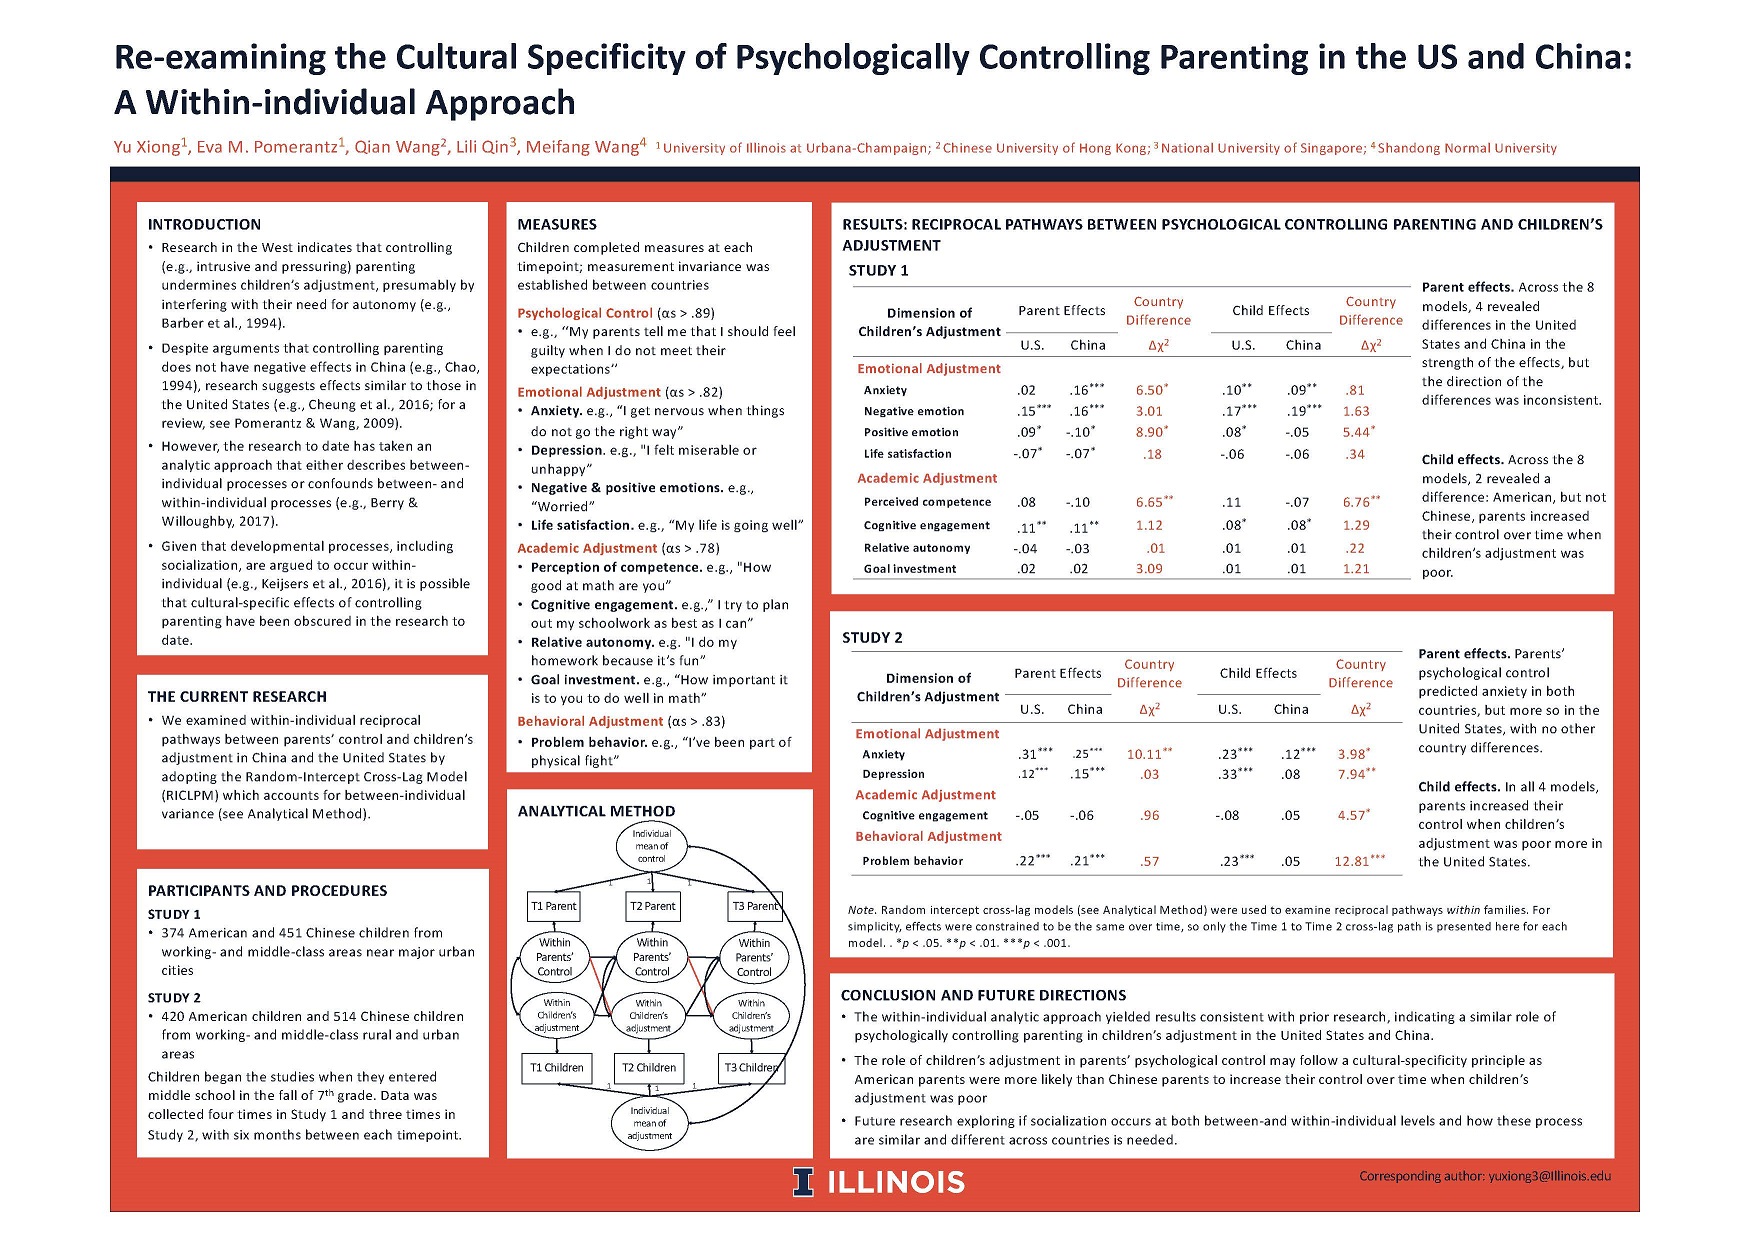 Re-examining the Cultural Specificity of Psychologically Controlling Parenting in the US and China:
A Within-individual Approach
Yu Xiong1, Eva M. Pomerantz1, Qian Wang2, Lili Qin3, Meifang Wang4 1 University of Illinois at Urbana-Champaign; 2 Chinese University of Hong Kong; 3 National University of Singapore; 4 Shandong Normal University
INTRODUCTION
• Research in the West indicates that controlling
(e.g., intrusive and pressuring) parenting
undermines children's adjustment, presumably by
interfering with their need for autonomy (e.g.,
Barber et al., 1994).
• Despite arguments that controlling parenting
does not have negative effects in China (e.g., Chao,
1994), research suggests effects similar to those in
the United States (e.g., Cheung et al., 2016; for a
review, see Pomerantz & Wang, 2009).
• However, the research to date has taken an
analytic approach that either describes between-
individual processes or confounds between- and
within-individual processes (e.g., Berry &
Willoughby, 2017).
• Given that developmental processes, including
socialization, are argued to occur within-
individual (e.g., Keijsers et al., 2016), it is possible
that cultural-specific effects of controlling
parenting have been obscured in the research to
date.
THE CURRENT RESEARCH
• We examined within-individual reciprocal
pathways between parents' control and children's
adjustment in China and the United States by
adopting the Random-Intercept Cross-Lag Model
(RICLPM) which accounts for between-individual
variance (see Analytical Method).
PARTICIPANTS AND PROCEDURES
STUDY 1
• 374 American and 451 Chinese children from
working- and middle-class areas near major urban
cities
STUDY 2
• 420 American children and 514 Chinese children
from working- and middle-class rural and urban
areas
Children began the studies when they entered
middle school in the fall of 7th grade. Data was
collected four times in Study 1 and three times in
Study 2, with six months between each timepoint.
MEASURES
Children completed measures at each
timepoint; measurement invariance was
established between countries
Psychological Control (αs > .89)
• e.g., ‘‘My parents tell me that I should feel
guilty when I do not meet their
expectations’’
Emotional Adjustment (αs > .82)
• Anxiety. e.g., “I get nervous when things
do not go the right way”
• Depression. e.g., "I felt miserable or
unhappy”
• Negative & positive emotions. e.g.,
“Worried”
• Life satisfaction. e.g., “My life is going well”
Academic Adjustment (αs > .78)
• Perception of competence. e.g., "How
good at math are you”
• Cognitive engagement. e.g.,” I try to plan
out my schoolwork as best as I can”
• Relative autonomy. e.g. "I do my
homework because it’s fun”
• Goal investment. e.g., “How important it
is to you to do well in math”
Behavioral Adjustment (αs > .83)
• Problem behavior. e.g., “I’ve been part of
physical fight”
ANALYTICAL METHOD
Individual
mean of
control
1 1 1
T1 Parent T2 Parent T3 Parent
Within Within Within
Parents’ Parents’ Parents’
Control Control Control
Within Within Within
Children’s Children’s Children’s
adjustment adjustment adjustment
T1 Children T2 Children T3 Children
1 1 1
Individual
mean of
adjustment
RESULTS: RECIPROCAL PATHWAYS BETWEEN PSYCHOLOGICAL CONTROLLING PARENTING AND CHILDREN’S
ADJUSTMENT
STUDY 1
Dimension of Children’s Adjustment Parent Effects Country Difference Child Effects Country Difference
U.S. China Δχ2 U.S. China Δχ2
Emotional Adjustment
Anxiety .02 .16*** 6.50* .10** .09** .81
Negative emotion .15*** .16*** 3.01 .17*** .19*** 1.63
Positive emotion .09* -.10* 8.90* .08* -.05 5.44*
Life satisfaction -.07* -.07* .18 -.06 -.06 .34
Academic Adjustment
Perceived competence .08 -.10 6.65** .11 -.07 6.76**
Cognitive engagement .11** .11** 1.12 .08* .08* 1.29
Relative autonomy -.04 -.03 .01 .01 .01 .22
Goal investment .02 .02 3.09 .01 .01 1.21
Parent effects. Across the 8
models, 4 revealed
differences in the United
States and China in the
strength of the effects, but
the direction of the
differences was inconsistent.
Child effects. Across the 8
models, 2 revealed a
difference: American, but not
Chinese, parents increased
their control over time when
children’s adjustment was
poor.
STUDY 2
Dimension of Children’s Adjustment Parent Effects Country Difference Child Effects Country Difference
U.S. China Δχ2 U.S. China Δχ2
Emotional Adjustment
Anxiety .31*** .25*** 10.11** .23*** .12*** 3.98*
Depression .12*** .15*** .03 .33*** .08 7.94**
Academic Adjustment
Cognitive engagement -.05 -.06 .96 -.08 .05 4.57*
Behavioral Adjustment
Problem behavior .22*** .21*** .57 .23*** .05 12.81***
Parent effects. Parents’
psychological control
predicted anxiety in both
countries, but more so in the
United States, with no other
country differences.
Child effects. In all 4 models,
parents increased their
control when children’s
adjustment was poor more in
the United States.
Note. Random intercept cross-lag models (see Analytical Method) were used to examine reciprocal pathways within families. For
simplicity, effects were constrained to be the same over time, so only the Time 1 to Time 2 cross-lag path is presented here for each
model. . *p < .05. **p < .01. ***p < .001.
CONCLUSION AND FUTURE DIRECTIONS
• The within-individual analytic approach yielded results consistent with prior research, indicating a similar role of
psychologically controlling parenting in children’s adjustment in the United States and China.
• The role of children’s adjustment in parents’ psychological control may follow a cultural-specificity principle as
American parents were more likely than Chinese parents to increase their control over time when children’s
adjustment was poor
• Future research exploring if socialization occurs at both between-and within-individual levels and how these process
are similar and different across countries is needed.
I ILLINOIS
Corresponding author: yuxiong3@Illinois.edu